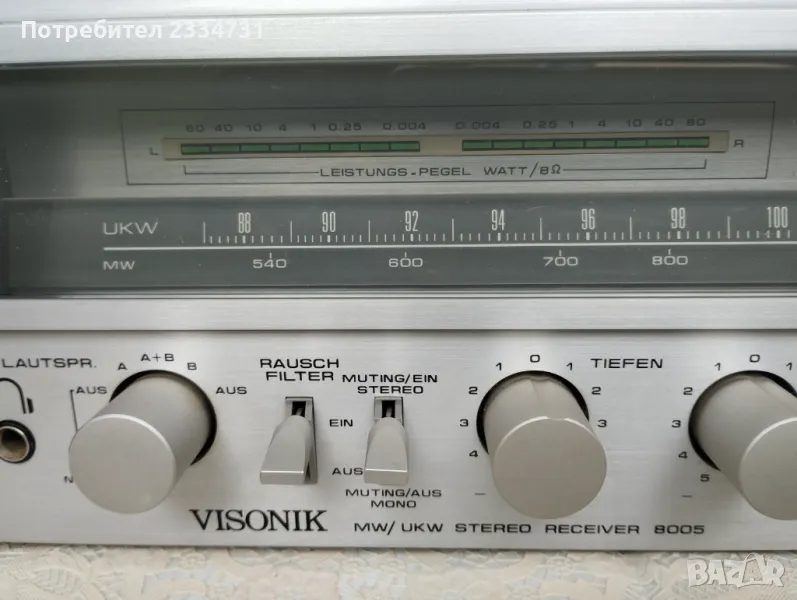 Потребител 2334731
60 40 10 4 1 0.25 0.004 0.004 0.25 1 4 10 40 60
L R
LEISTUNGS-PEGEL WATT/8Ω
UKW 88 90 92 94 96 98 100
MW 540 600 700 800
LAUTSPR. A A+B B
AUS AUS
RAUSCH FILTER
MUTING/EIN STEREO
EIN
AUS
MUTING/AUS MONO
1 0 1 TIEFEN 1 0 1
2 2 2
3 3 3
4 4
5
–
N
VISONIK MW/UKW STEREO RECEIVER 8005
BAZAR